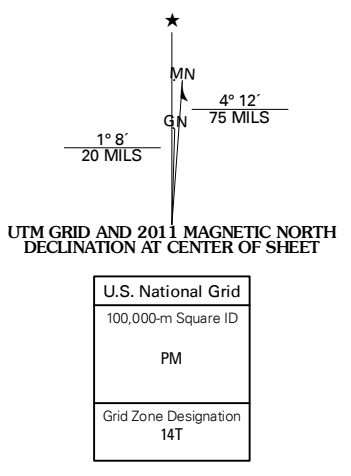 ★
MN
4° 12´
75 MILS
GN
1° 8´
20 MILS
UTM GRID AND 2011 MAGNETIC NORTH
DECLINATION AT CENTER OF SHEET
U.S. National Grid
100,000-m Square ID
PM
Grid Zone Designation
14T